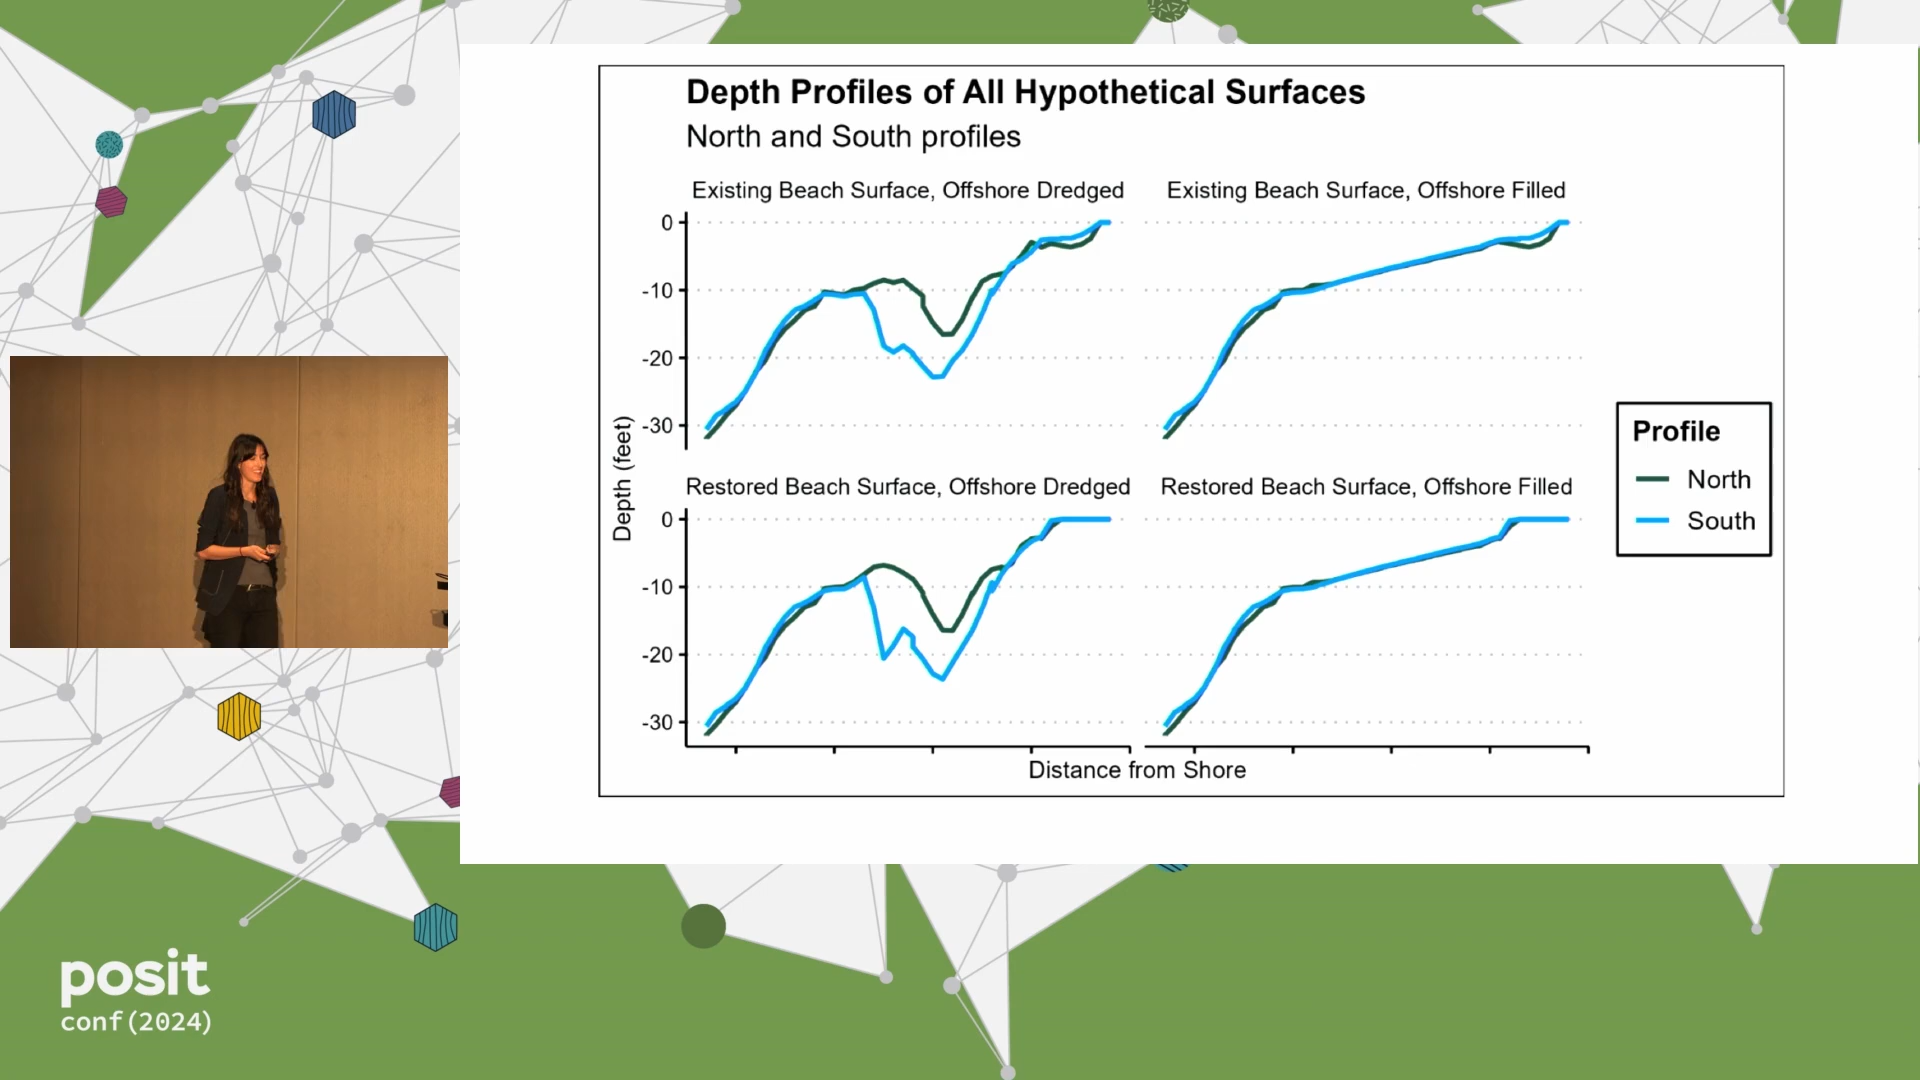 Depth Profiles of All Hypothetical Surfaces
North and South profiles
Existing Beach Surface, Offshore Dredged
Existing Beach Surface, Offshore Filled
0
-10
-20
-30
Depth (feet)
Restored Beach Surface, Offshore Dredged
Restored Beach Surface, Offshore Filled
0
-10
-20
-30
Distance from Shore
Profile
North
South
posit
conf(2024)